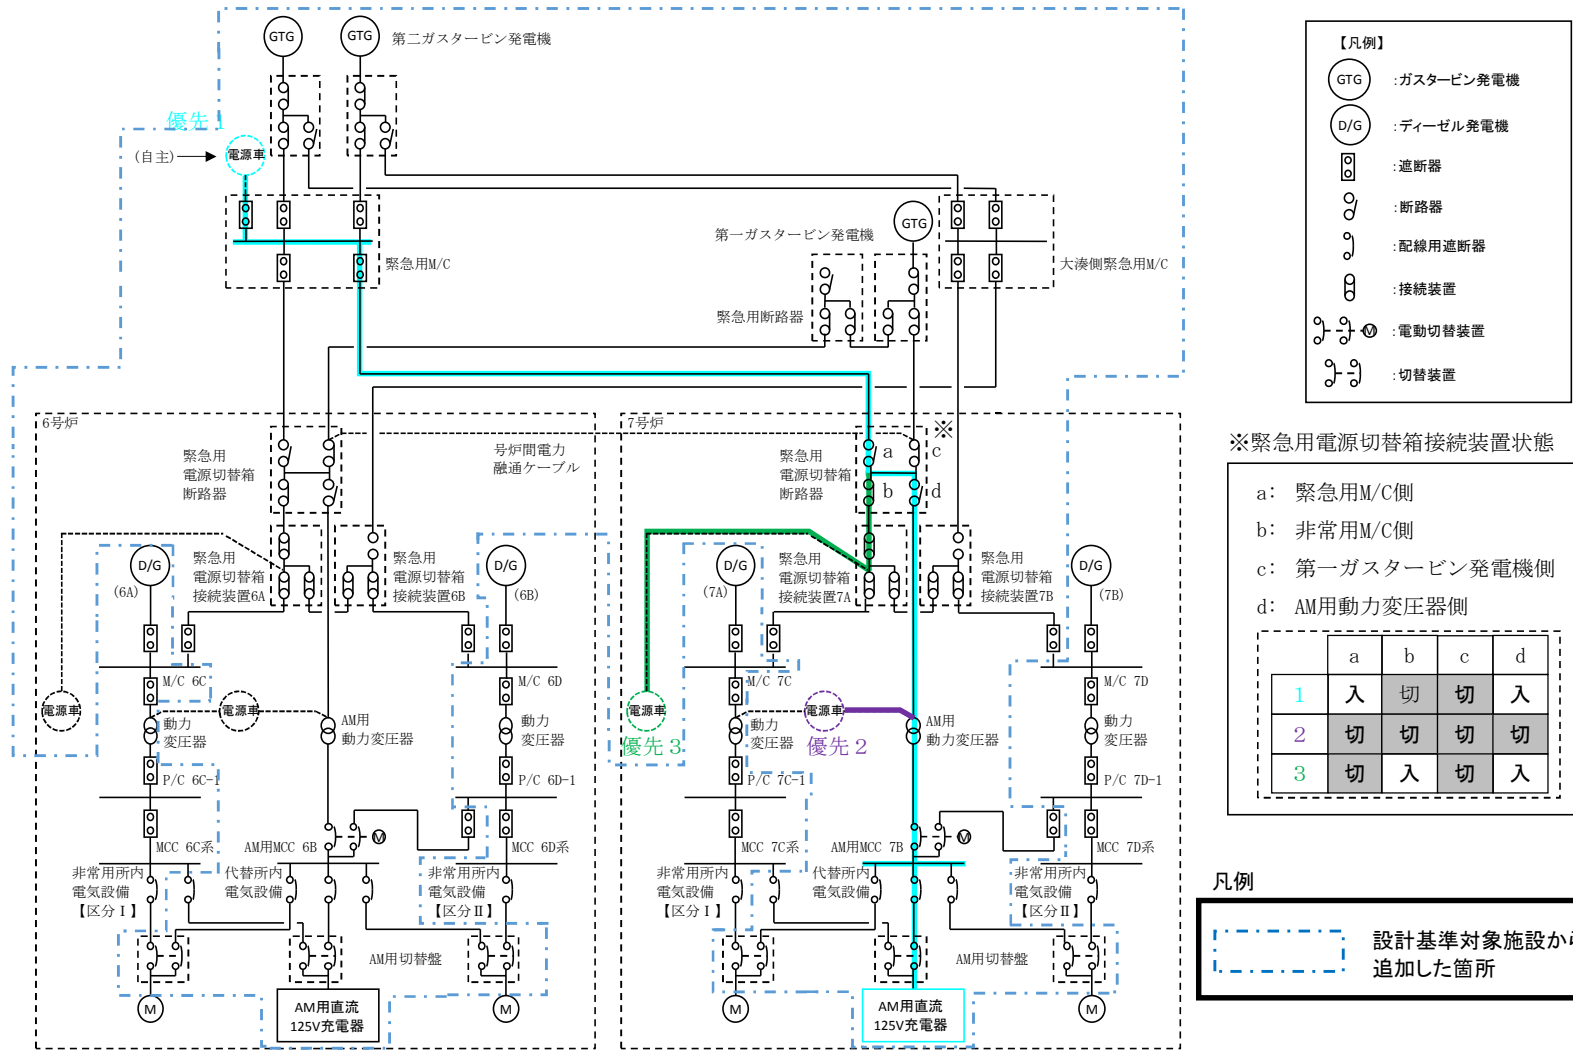 GTG
GTG
第二ガスタービン発電機
優先1
(自主)
電源車
緊急用M/C
第一ガスタービン発電機
GTG
緊急用断路器
大湊側緊急用M/C
【凡例】
GTG
:ガスタービン発電機
D/G
:ディーゼル発電機
:遮断器
:断路器
:配線用遮断器
:接続装置
M
:電動切替装置
:切替装置
6号炉
緊急用
電源切替箱
断路器
号炉間電力
融通ケーブル
緊急用
電源切替箱
接続装置6A
緊急用
電源切替箱
接続装置6B
D/G
(6A)
D/G
(6B)
M/C 6C
M/C 6D
電源車
電源車
動力
変圧器
AM用
動力変圧器
動力
変圧器
P/C 6C-1
P/C 6D-1
MCC 6C系
AM用MCC 6B
M
MCC 6D系
非常用所内
電気設備
【区分Ⅰ】
代替所内
電気設備
非常用所内
電気設備
【区分Ⅱ】
AM用切替盤
M
AM用直流
125V充電器
M
7号炉
※
緊急用
電源切替箱
断路器
a
c
b
d
緊急用
電源切替箱
接続装置7A
緊急用
電源切替箱
接続装置7B
D/G
(7A)
D/G
(7B)
M/C 7C
M/C 7D
電源車
優先3
電源車
優先2
動力
変圧器
AM用
動力変圧器
動力
変圧器
P/C 7C-1
P/C 7D-1
MCC 7C系
AM用MCC 7B
M
MCC 7D系
非常用所内
電気設備
【区分Ⅰ】
代替所内
電気設備
非常用所内
電気設備
【区分Ⅱ】
AM用切替盤
M
AM用直流
125V充電器
M
※緊急用電源切替箱接続装置状態
a: 緊急用M/C側
b: 非常用M/C側
c: 第一ガスタービン発電機側
d: AM用動力変圧器側
a b c d
1 入 切 切 入
2 切 切 切 切
3 切 入 切 入
凡例
設計基準対象施設から
追加した箇所